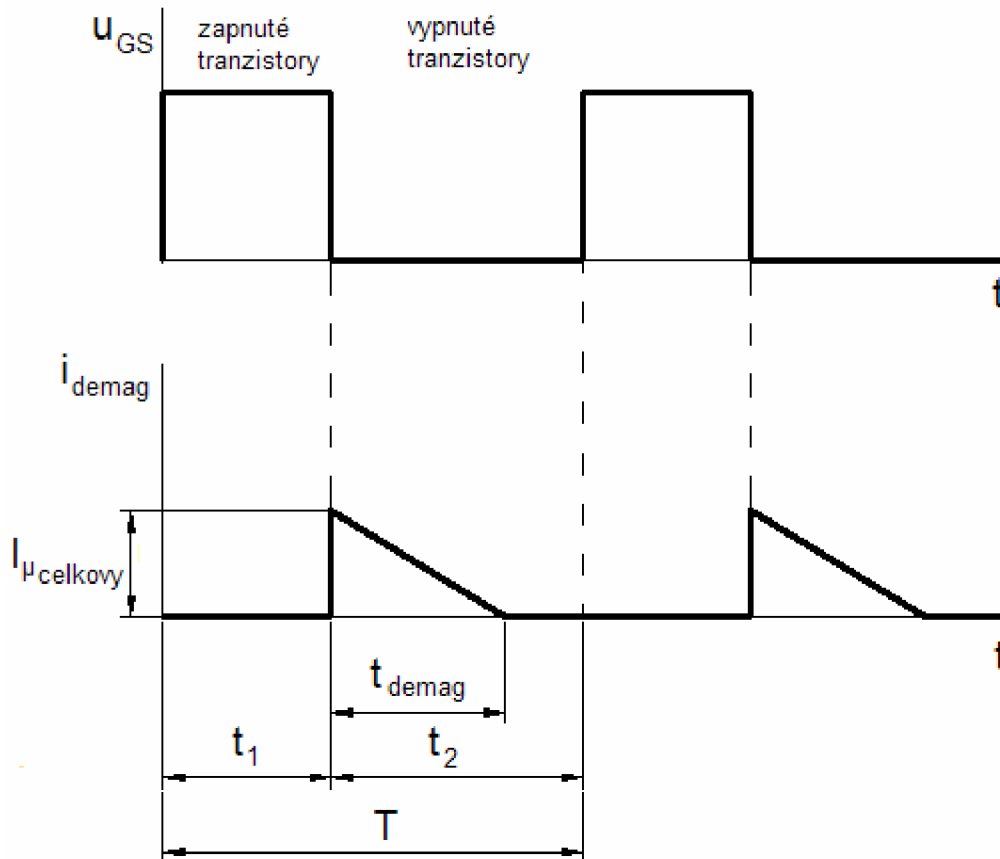 u GS
zapnuté
tranzistory
vypnuté
tranzistory
t
i demag
I μ celkovy
t
t demag
t 1
t 2
T